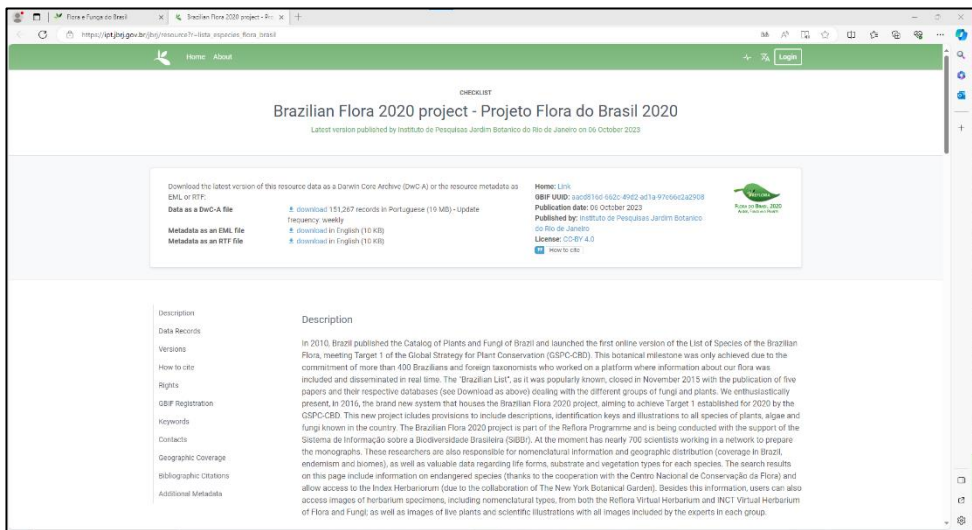 Flora e Funga do Brasil
Brazilian Flora 2020 project - Pro
https://ipt.jbrj.gov.br/jbrj/resource?r=lista_especies_flora_brasil
Home About
Login
CHECKLIST
Brazilian Flora 2020 project - Projeto Flora do Brasil 2020
Latest version published by Instituto de Pesquisas Jardim Botanico do Rio de Janeiro on 06 October 2023
Download the latest version of this resource data as a Darwin Core Archive (DwC-A) or the resource metadata as
EML or RTF:
Data as a DwC-A file download 151,267 records in Portuguese (19 MB) - Update
frequency: weekly
Metadata as an EML file download in English (10 KB)
Metadata as an RTF file download in English (10 KB)
Home: Link
GBIF UUID: aacd816d-662c-49d2-ad1a-97e66e2a2908
Publication date: 06 October 2023
Published by: Instituto de Pesquisas Jardim Botanico
do Rio de Janeiro
License: CC-BY 4.0
How to cite
Flora do Brasil 2020
Description
Data Records
Versions
How to cite
Rights
GBIF Registration
Keywords
Contacts
Geographic Coverage
Bibliographic Citations
Additional Metadata
Description
In 2010, Brazil published the Catalog of Plants and Fungi of Brazil and launched the first online version of the List of Species of the Brazilian
Flora, meeting Target 1 of the Global Strategy for Plant Conservation (GSPC-CBD). This botanical milestone was only achieved due to the
commitment of more than 400 Brazilians and foreign taxonomists who worked on a platform where information about our flora was
included and disseminated in real time. The "Brazilian List", as it was popularly known, closed in November 2015 with the publication of five
papers and their respective databases (see Download as above) dealing with the different groups of fungi and plants. We enthusiastically
present, in 2016, the brand new system that houses the Brazilian Flora 2020 project, aiming to achieve Target 1 established for 2020 by the
GSPC-CBD. This new project icludes provisions to include descriptions, identification keys and illustrations to all species of plants, algae and
fungi known in the country. The Brazilian Flora 2020 project is part of the Reflora Programme and is being conducted with the support of the
Sistema de Informação sobre a Biodiversidade Brasileira (SiBBr). At the moment has nearly 700 scientists working in a network to prepare
the monographs. These researchers are also responsible for nomenclatural information and geographic distribution (coverage in Brazil,
endemism and biomes), as well as valuable data regarding life forms, substrate and vegetation types for each species. The search results
on this page include information on endangered species (thanks to the cooperation with the Centro Nacional de Conservação da Flora) and
allow access to the Index Herbariorum (due to the collaboration of The New York Botanical Garden). Besides this information, users can also
access images of herbarium specimens, including nomenclatural types, from both the Reflora Virtual Herbarium and INCT Virtual Herbarium
of Flora and Fungi; as well as images of live plants and scientific illustrations with all images included by the experts in each group.